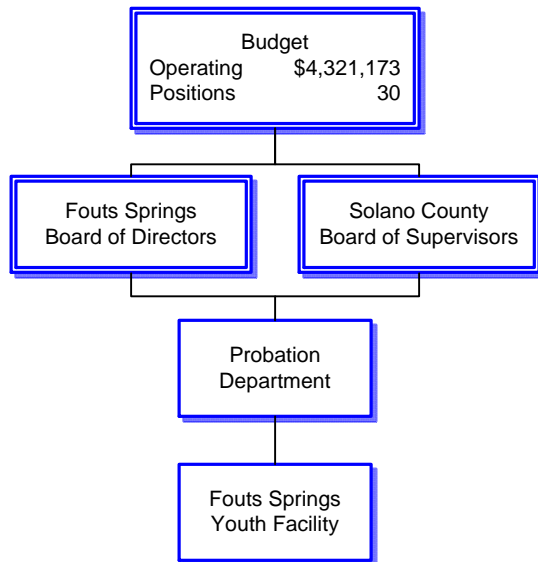 Budget
Operating $4,321,173
Positions 30
Fouts Springs
Board of Directors
Solano County
Board of Supervisors
Probation
Department
Fouts Springs
Youth Facility